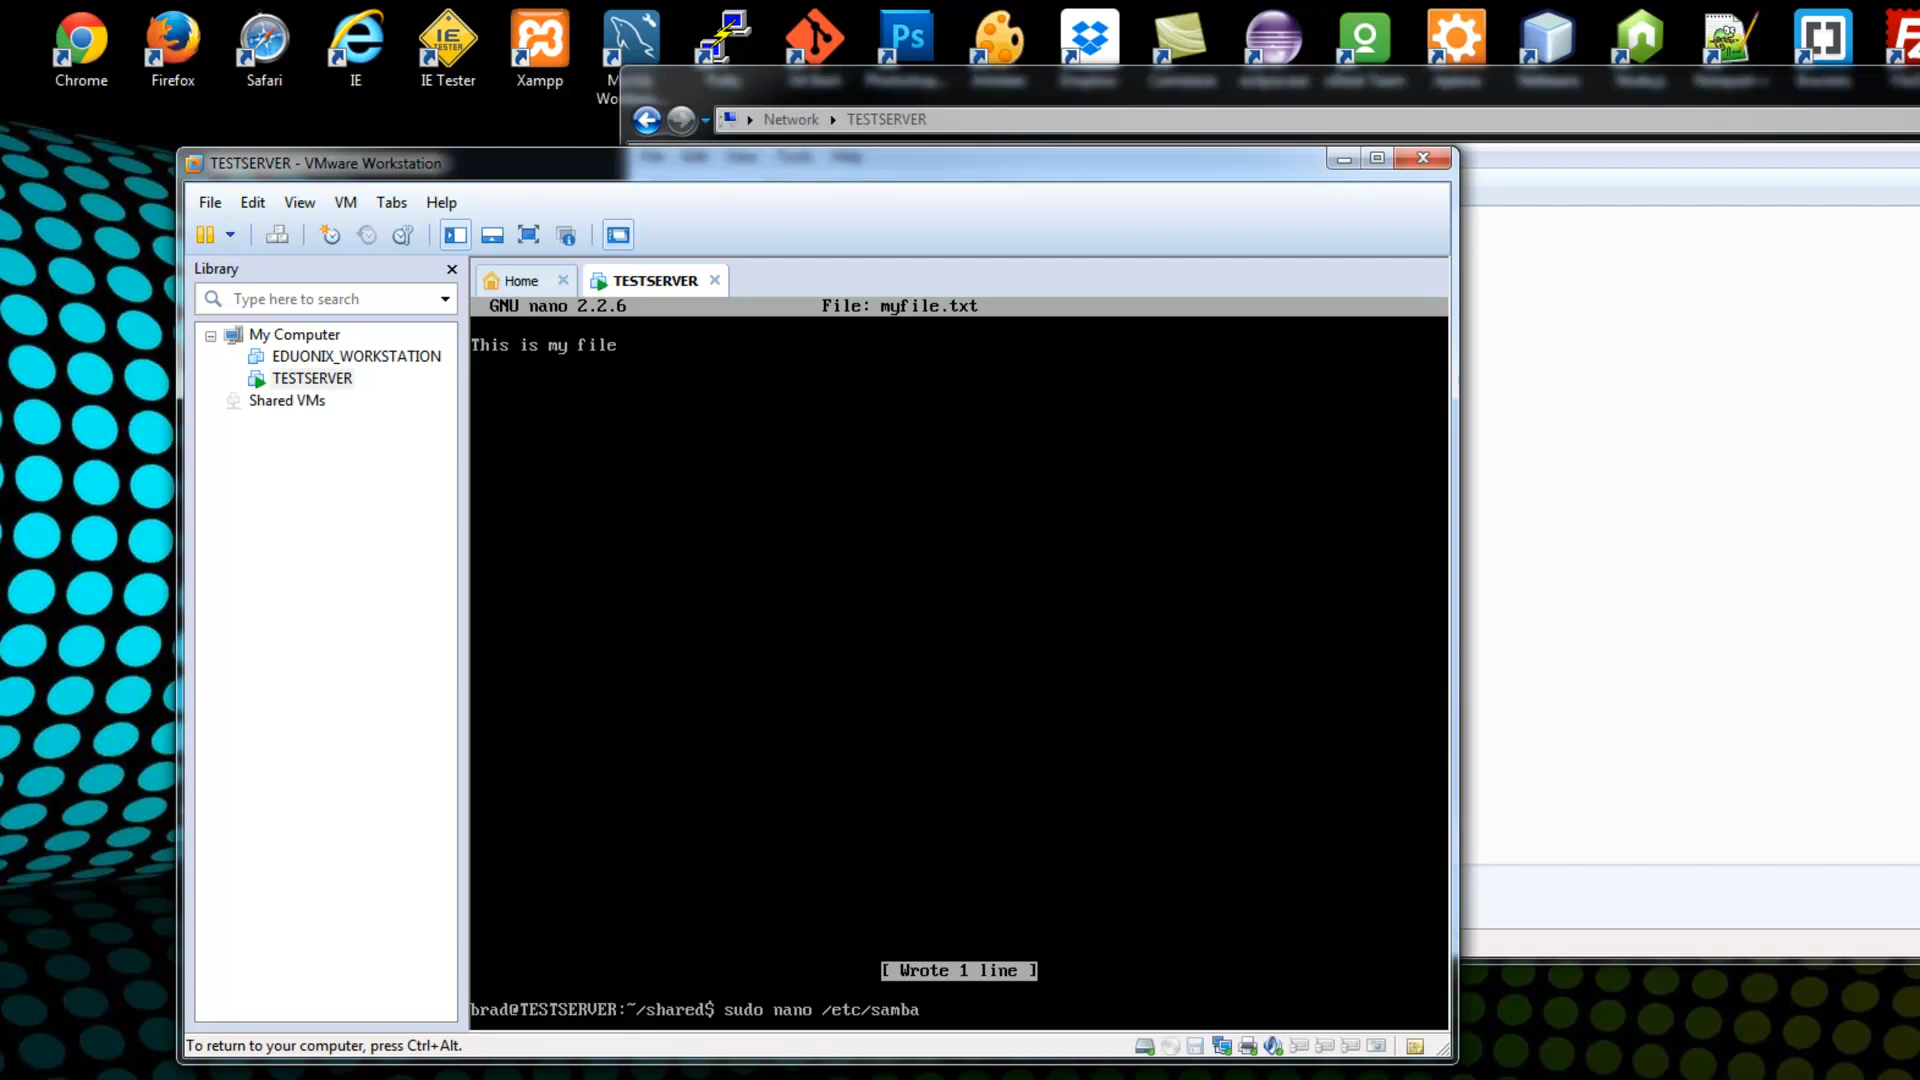 Chrome
Firefox
Safari
IE
IE Tester
Xampp
Network
TESTSERVER
TESTSERVER - VMware Workstation
File Edit View VM Tabs Help
Library
Type here to search
My Computer
EDUONIX_WORKSTATION
TESTSERVER
Shared VMs
Home
TESTSERVER
GNU nano 2.2.6 File: myfile.txt
This is my file
[ Wrote 1 line ]
brad@TESTSERVER:~/shared$ sudo nano /etc/samba
To return to your computer, press Ctrl+Alt.